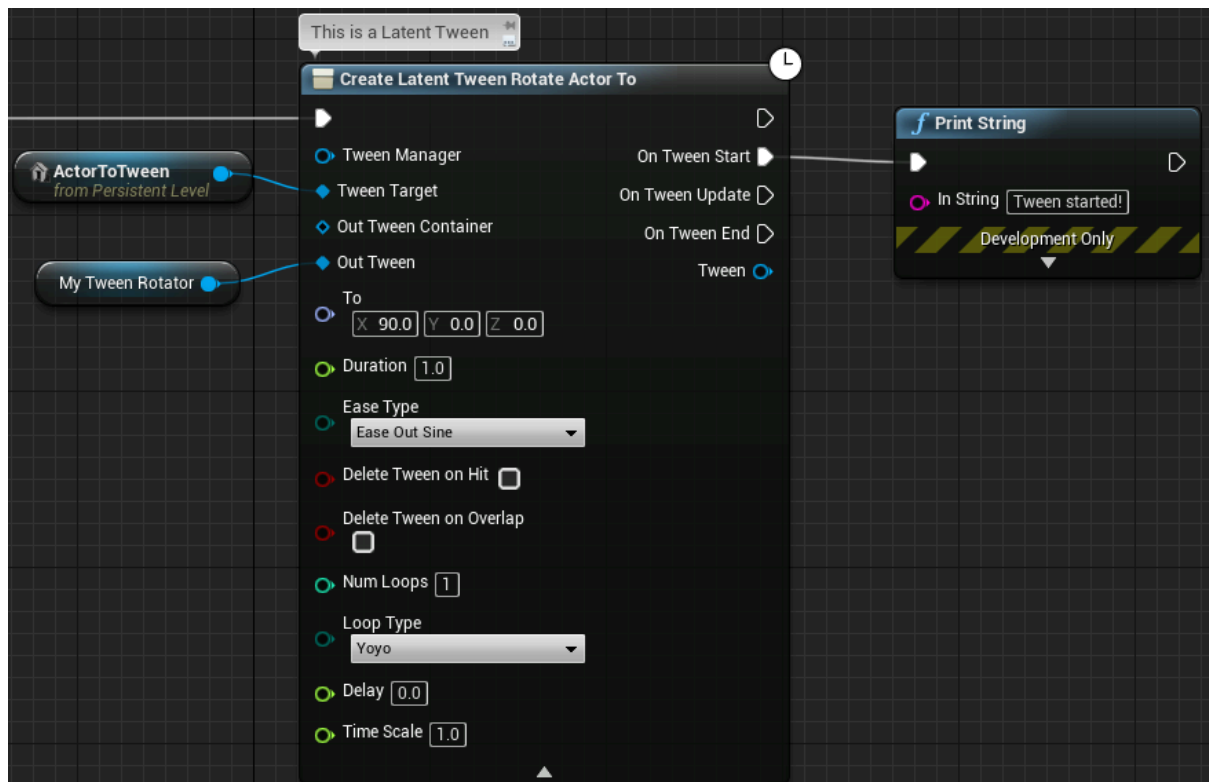 This is a Latent Tween
Create Latent Tween Rotate Actor To
ActorToTween
from Persistent Level
My Tween Rotator
Tween Manager
Tween Target
Out Tween Container
Out Tween
To
X 90.0 Y 0.0 Z 0.0
Duration 1.0
Ease Type
Ease Out Sine
Delete Tween on Hit
Delete Tween on Overlap
Num Loops 1
Loop Type
Yoyo
Delay 0.0
Time Scale 1.0
On Tween Start
On Tween Update
On Tween End
Tween
f Print String
In String Tween started!
Development Only